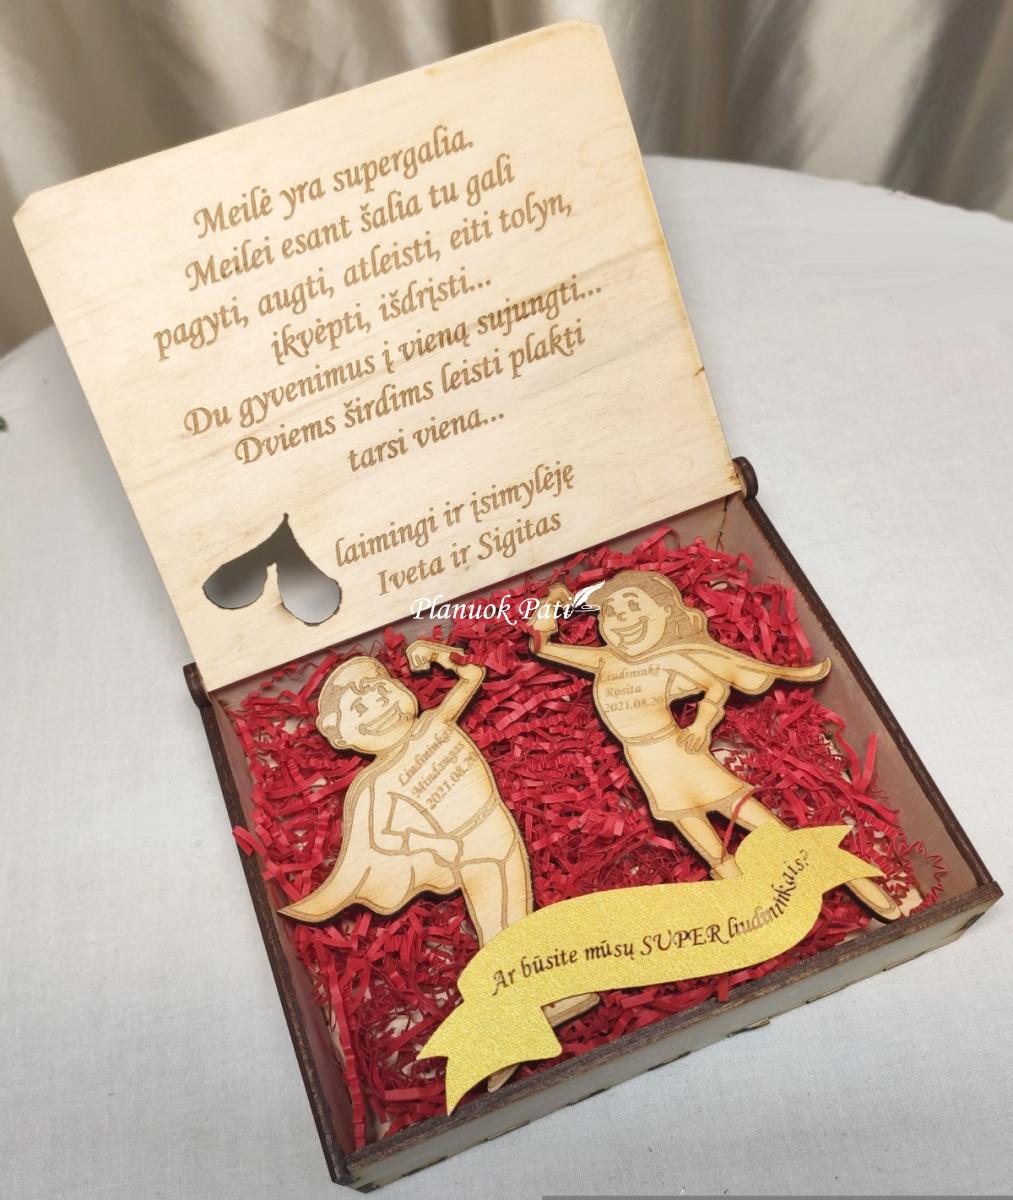 Meilė yra supergalia.
Meilei esant šalia tu gali
pagyti, augti, atleisti, eiti tolyn,
įkvėpti, išdrįsti...
Du gyvenimus į vieną sujungti...
Dviems širdims leisti plakti
tarsi viena...
laimingi ir įsimylėję
Iveta ir Sigitas
Planuok Pati
Liudininkė
Rosita
2021.08.20
Liudininkas
Mindaugas
2021.08.20
Ar būsite mūsų SUPER liudininkais?